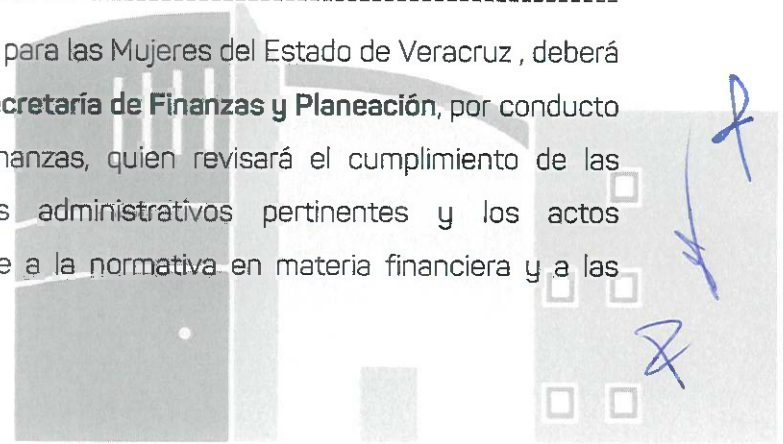 para las Mujeres del Estado de Veracruz , deberá
cretaría de Finanzas y Planeación, por conducto
nanzas, quien revisará el cumplimiento de las
s administrativos pertinentes y los actos
e a la normativa en materia financiera y a las